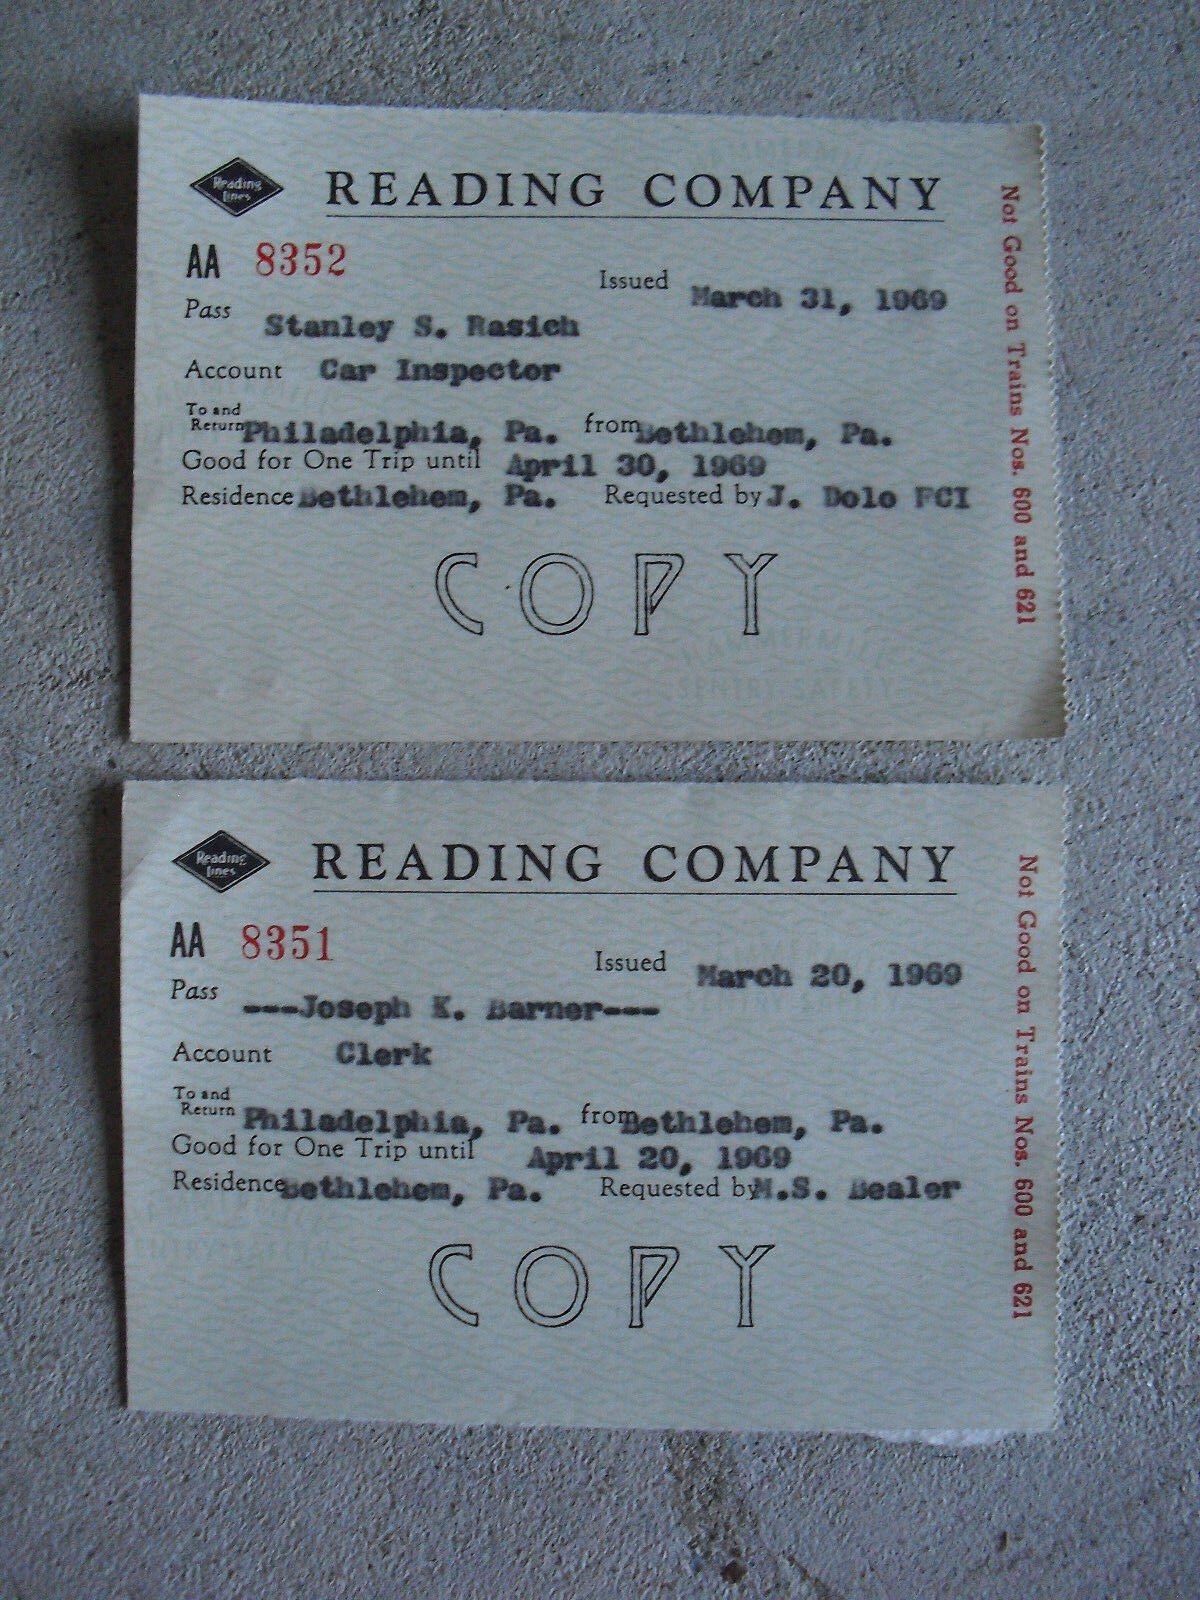 Reading
Lines
READING COMPANY
AA 8352
Issued March 31, 1969
Pass Stanley S. Rasich
Account Car Inspector
To and
Return Philadelphia, Pa. from Bethlehem, Pa.
Good for One Trip until April 30, 1969
Residence Bethlehem, Pa. Requested by J. Dolo FCI
COPY
Not Good on Trains Nos. 600 and 621
HAMMERMILL
SENTRY SAFETY
Reading
Lines
READING COMPANY
AA 8351
Issued March 20, 1969
Pass ---Joseph K. Barner---
Account Clerk
To and
Return Philadelphia, Pa. from Bethlehem, Pa.
Good for One Trip until April 20, 1969
Residence Bethlehem, Pa. Requested by M.S. Bealer
COPY
Not Good on Trains Nos. 600 and 621